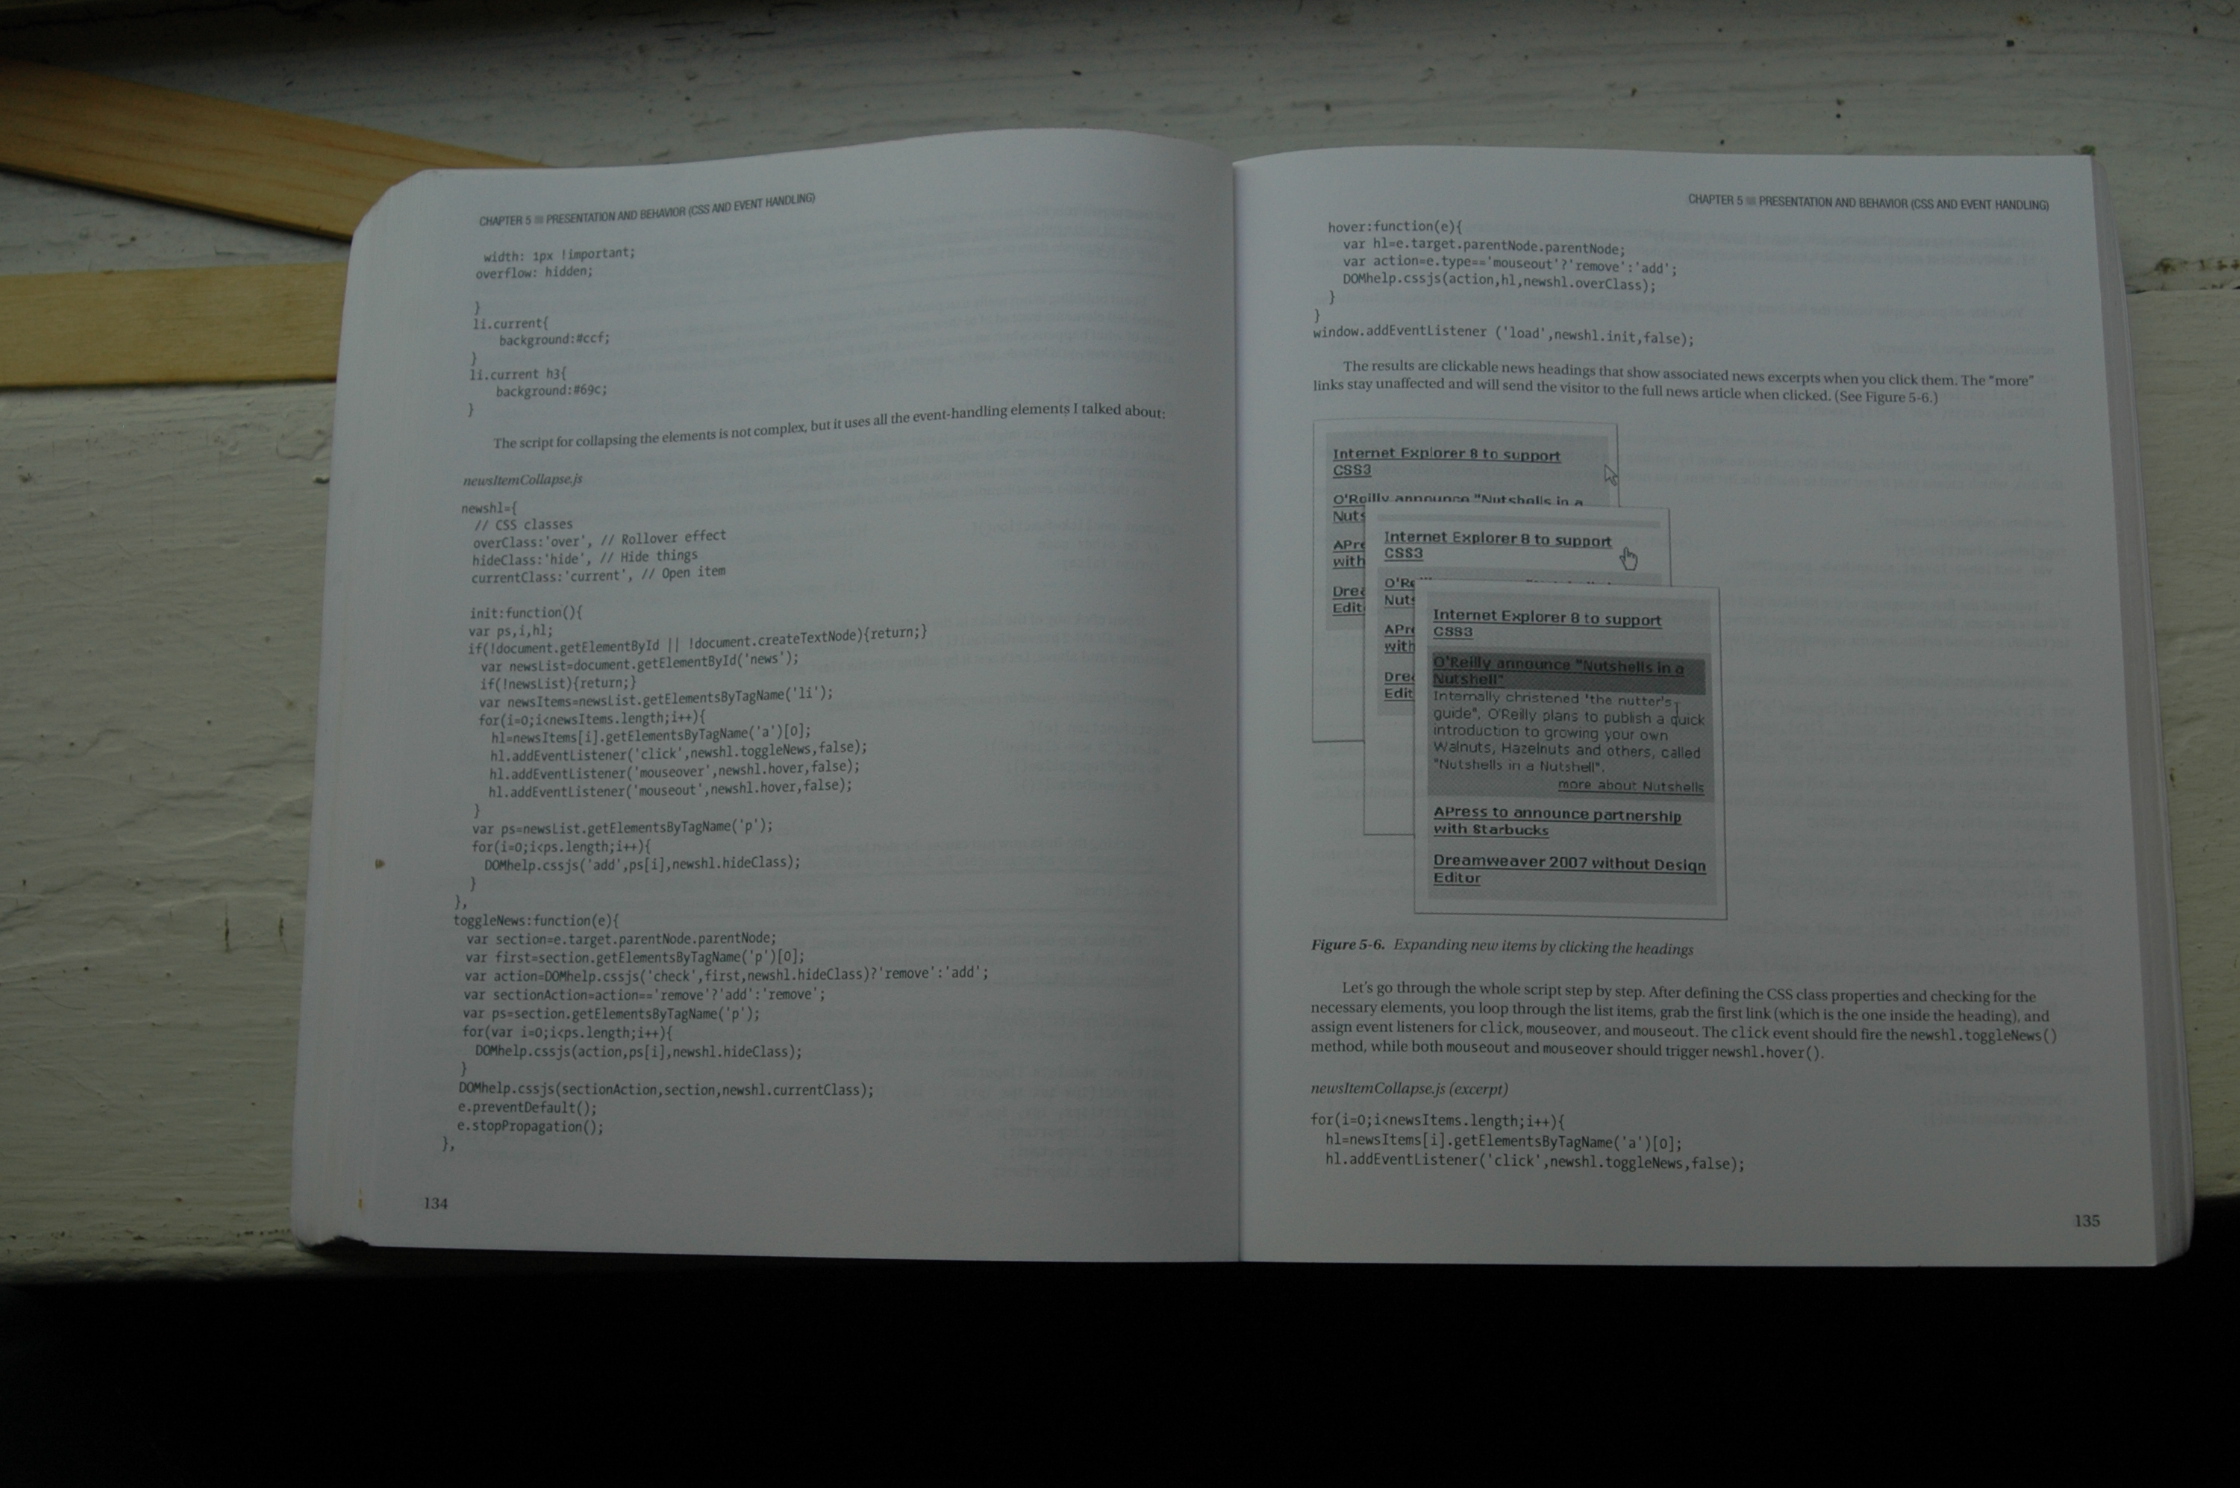 CHAPTER 5 ■ PRESENTATION AND BEHAVIOR (CSS AND EVENT HANDLING)
width: 1px !important;
overflow: hidden;
}
li.current{
background:#ccf;
}
li.current h3{
background:#69c;
}
The script for collapsing the elements is not complex, but it uses all the event-handling elements I talked about:
newsItemCollapse.js
newshl={
// CSS classes
overClass:'over', // Rollover effect
hideClass:'hide', // Hide things
currentClass:'current', // Open item
init:function(){
var ps,i,hl;
if(!document.getElementById || !document.createTextNode){return;}
var newsList=document.getElementById('news');
if(!newsList){return;}
var newsItems=newsList.getElementsByTagName('li');
for(i=0;i<newsItems.length;i++){
hl=newsItems[i].getElementsByTagName('a')[0];
hl.addEventListener('click',newshl.toggleNews,false);
hl.addEventListener('mouseover',newshl.hover,false);
hl.addEventListener('mouseout',newshl.hover,false);
}
var ps=newsList.getElementsByTagName('p');
for(i=0;i<ps.length;i++){
DOMhelp.cssjs('add',ps[i],newshl.hideClass);
}
},
toggleNews:function(e){
var section=e.target.parentNode.parentNode;
var first=section.getElementsByTagName('p')[0];
var action=DOMhelp.cssjs('check',first,newshl.hideClass)?'remove':'add';
var sectionAction=action=='remove'?'add':'remove';
var ps=section.getElementsByTagName('p');
for(var i=0;i<ps.length;i++){
DOMhelp.cssjs(action,ps[i],newshl.hideClass);
}
DOMhelp.cssjs(sectionAction,section,newshl.currentClass);
e.preventDefault();
e.stopPropagation();
},
134
CHAPTER 5 ■ PRESENTATION AND BEHAVIOR (CSS AND EVENT HANDLING)
hover:function(e){
var hl=e.target.parentNode.parentNode;
var action=e.type=='mouseout'?'remove':'add';
DOMhelp.cssjs(action,hl,newshl.overClass);
}
}
window.addEventListener ('load',newshl.init,false);
The results are clickable news headings that show associated news excerpts when you click them. The "more"
links stay unaffected and will send the visitor to the full news article when clicked. (See Figure 5-6.)
Internet Explorer 8 to support
CSS3
O'Reilly announce "Nutshells in a
Nuts
APre
with
Drea
Edit
Internet Explorer 8 to support
CSS3
O'Re
Nut
APr
with
Drea
Edit
Internet Explorer 8 to support
CSS3
O'Reilly announce "Nutshells in a
Nutshell"
Internally christened "the nutter's
guide", O'Reilly plans to publish a quick
introduction to growing your own
Walnuts, Hazelnuts and others, called
"Nutshells in a Nutshell".
more about Nutshells
APress to announce partnership
with Starbucks
Dreamweaver 2007 without Design
Editor
Figure 5-6. Expanding new items by clicking the headings
Let's go through the whole script step by step. After defining the CSS class properties and checking for the
necessary elements, you loop through the list items, grab the first link (which is the one inside the heading), and
assign event listeners for click, mouseover, and mouseout. The click event should fire the newshl.toggleNews()
method, while both mouseout and mouseover should trigger newshl.hover().
newsItemCollapse.js (excerpt)
for(i=0;i<newsItems.length;i++){
hl=newsItems[i].getElementsByTagName('a')[0];
hl.addEventListener('click',newshl.toggleNews,false);
135